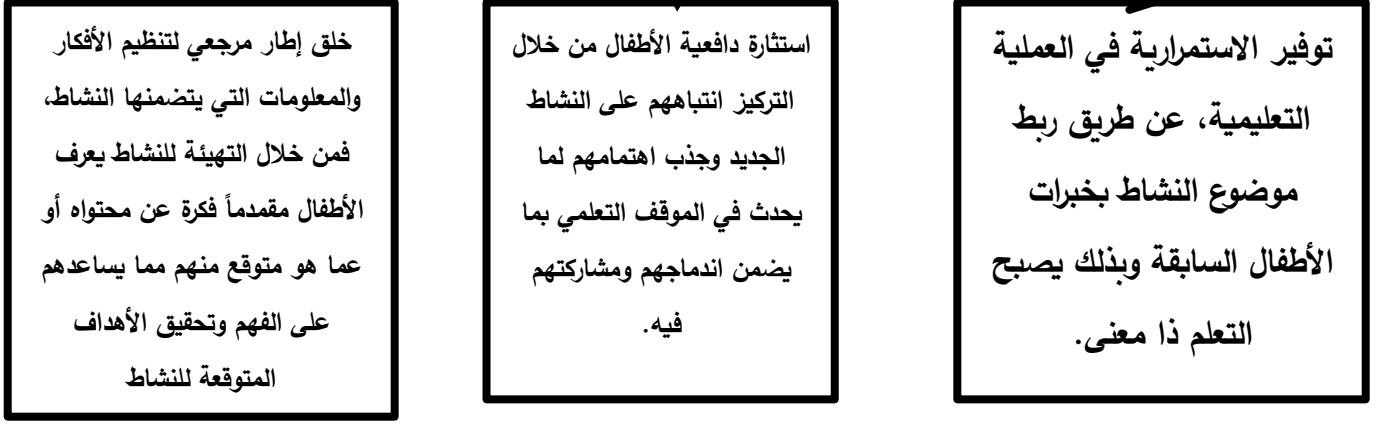 توفير الاستمرارية في العملية
التعليمية، عن طريق ربط
موضوع النشاط بخبرات
الأطفال السابقة وبذلك يصبح
التعلم ذا معنى.
استثارة دافعية الأطفال من خلال
التركيز انتباههم على النشاط
الجديد وجذب اهتمامهم لما
يحدث في الموقف التعلمي بما
يضمن اندماجهم ومشاركتهم
فيه.
خلق إطار مرجعي لتنظيم الأفكار
والمعلومات التي يتضمنها النشاط،
فمن خلال التهيئة للنشاط يعرف
الأطفال مقمدماً فكرة عن محتواه أو
عما هو متوقع منهم مما يساعدهم
على الفهم وتحقيق الأهداف
المتوقعة للنشاط